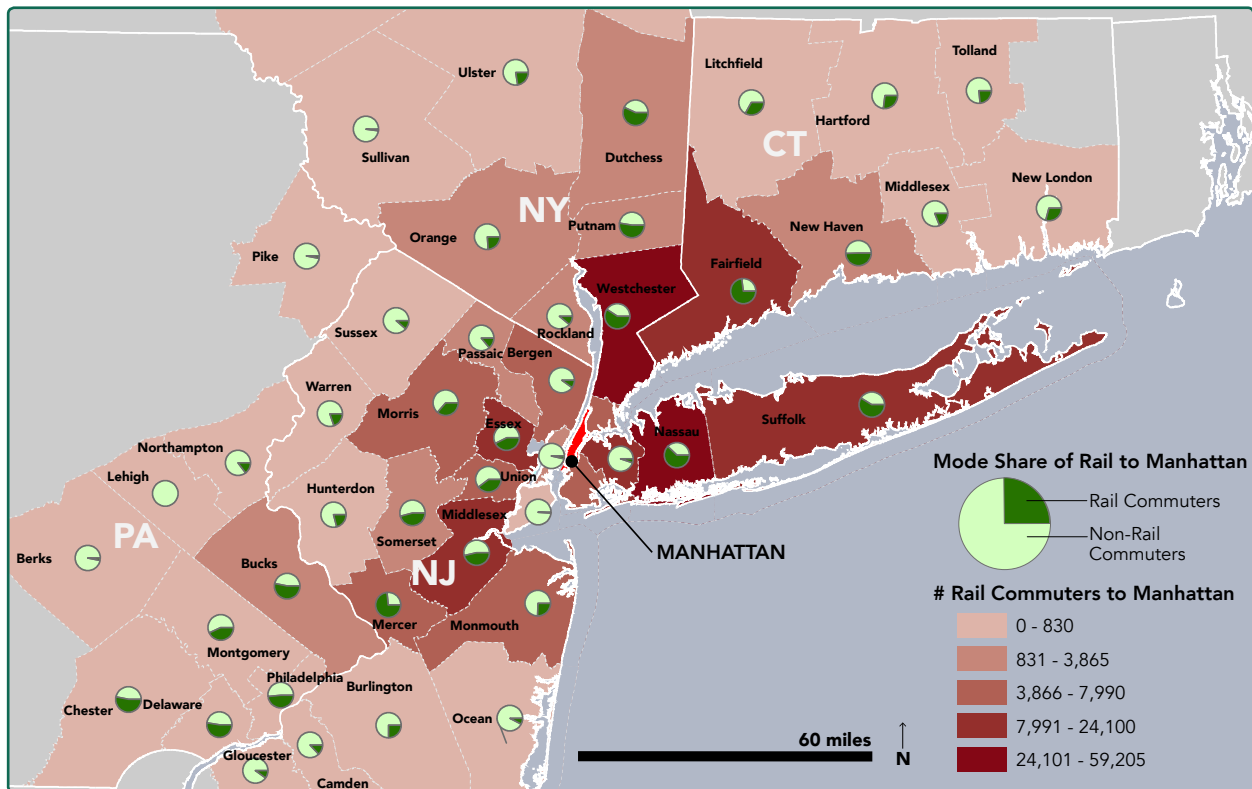 Ulster
Litchfield
Tolland
Hartford
CT
Sullivan
Dutchess
Middlesex
New London
NY
Orange
Putnam
New Haven
Pike
Fairfield
Westchester
Sussex
Rockland
Passaic
Bergen
Warren
Morris
Suffolk
Essex
Nassau
Northampton
Lehigh
Union
Hunterdon
Middlesex
PA
Somerset
MANHATTAN
Berks
Bucks
NJ
Mercer
Monmouth
Montgomery
Philadelphia
Burlington
Chester
Delaware
Ocean
Gloucester
Camden
60 miles
N
Mode Share of Rail to Manhattan
Rail Commuters
Non-Rail
Commuters
# Rail Commuters to Manhattan
0 - 830
831 - 3,865
3,866 - 7,990
7,991 - 24,100
24,101 - 59,205